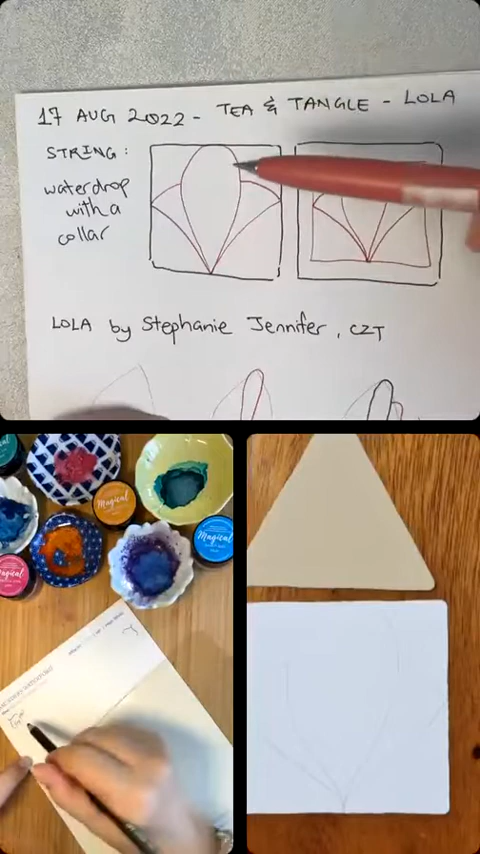 17 AUG 2022 - TEA & TANGLE - LOLA
STRING:
waterdrop
with a
collar
LOLA by Stephanie Jennifer, CZT
Magical
Magical
Magical